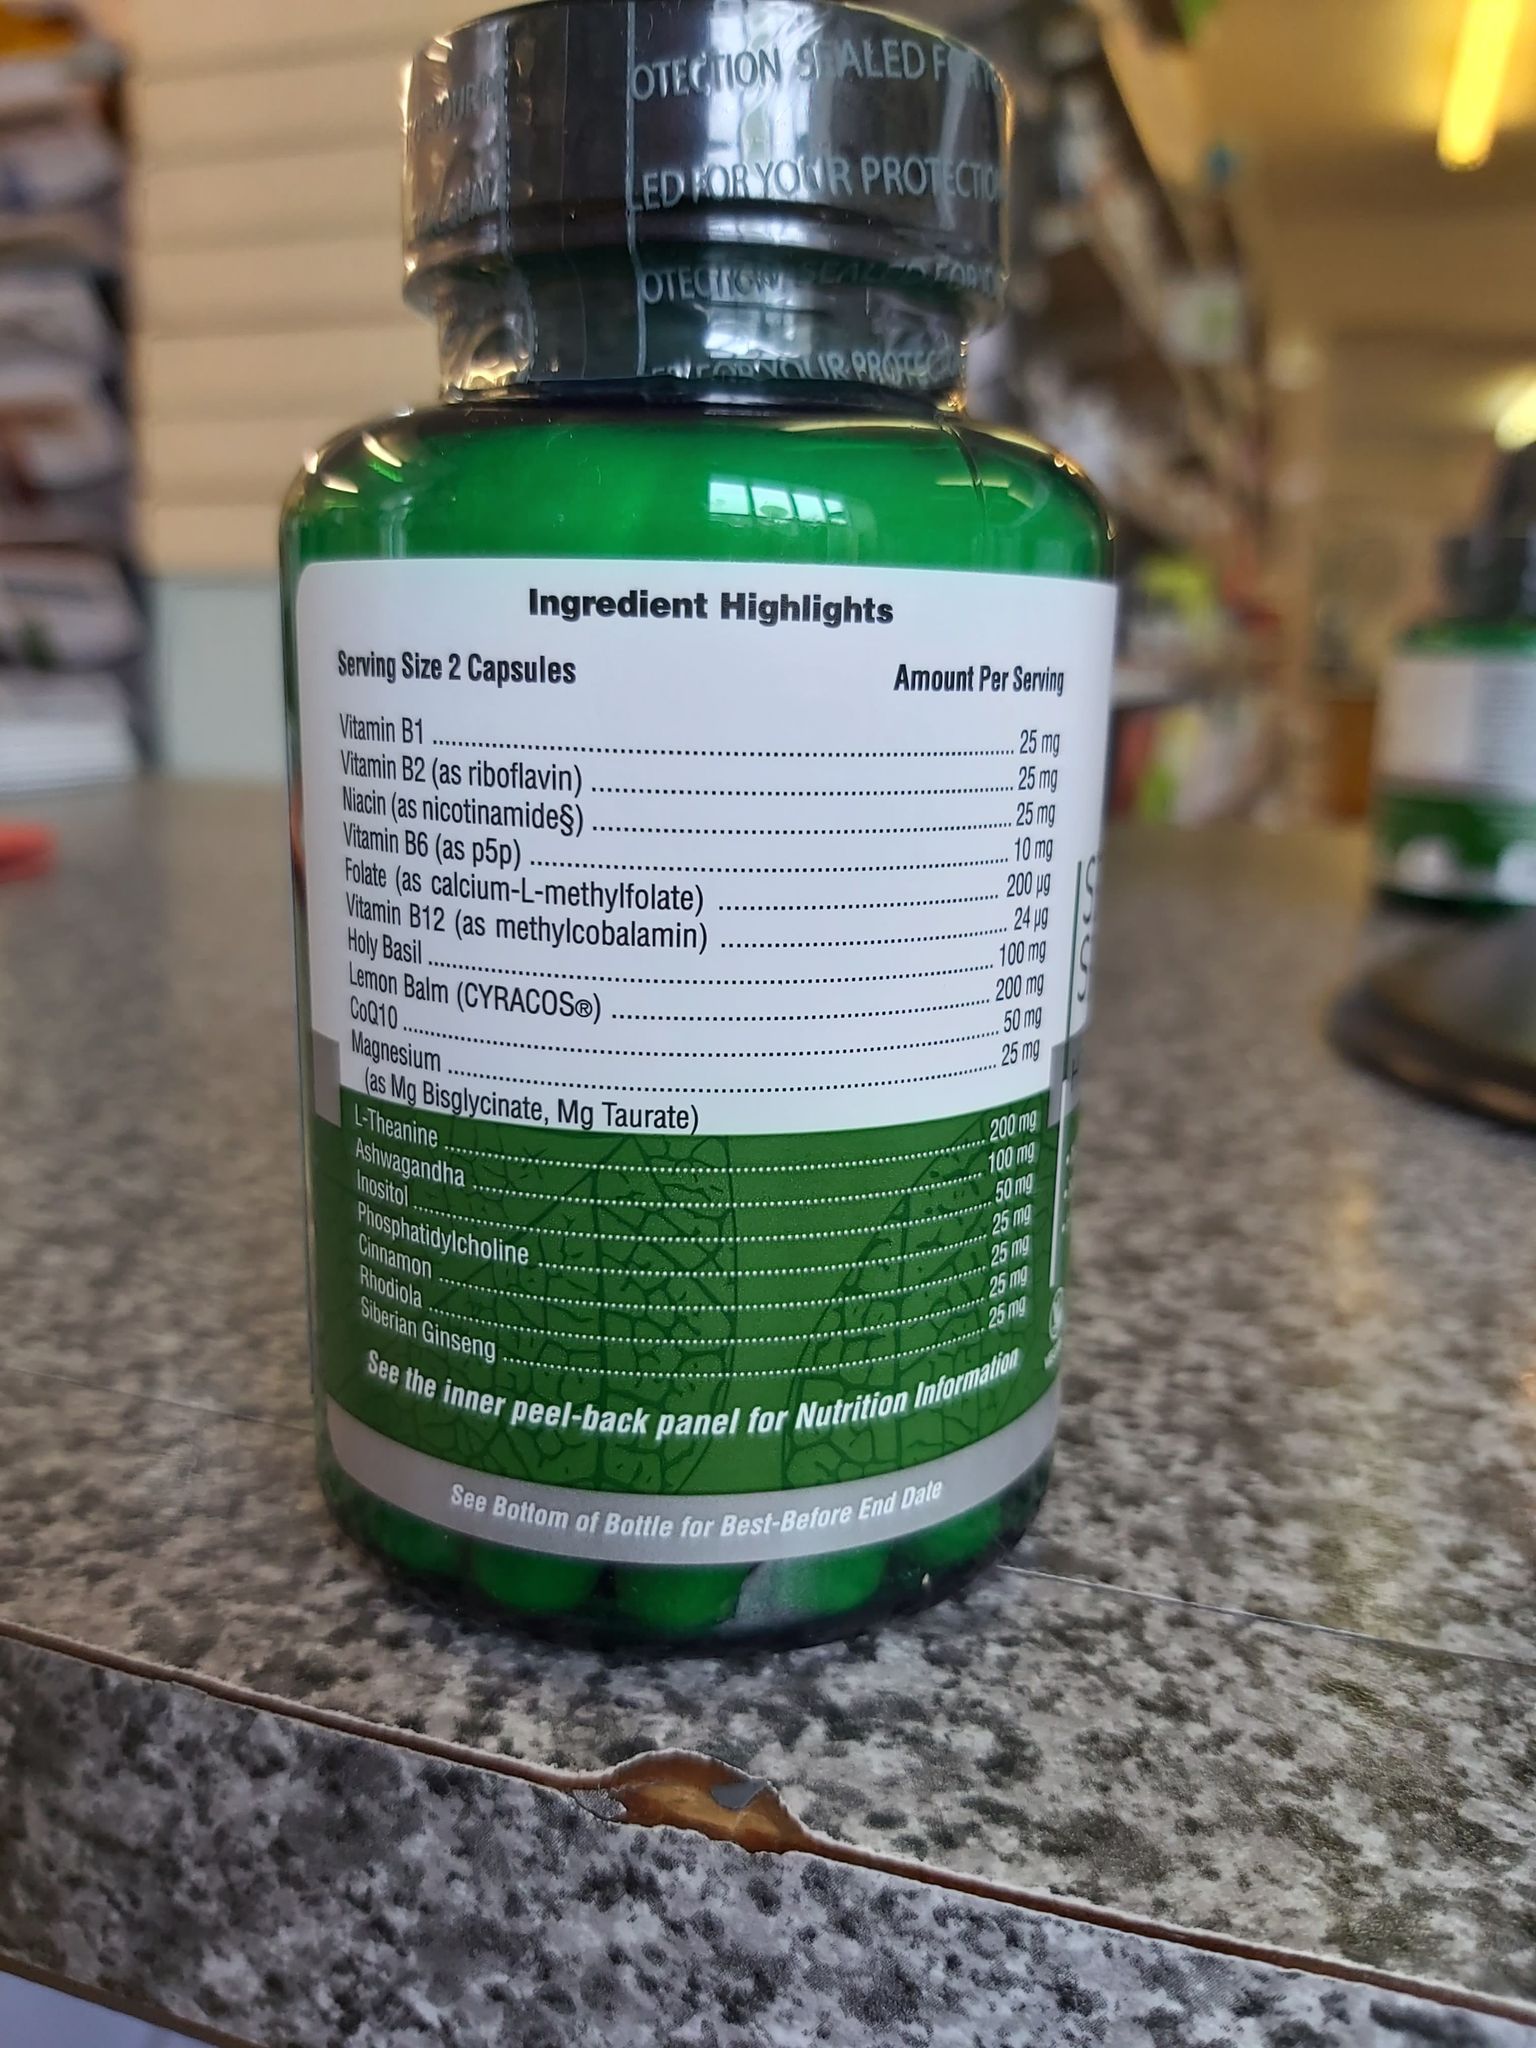 OTECTION SEALED FOR Y
LED FOR YOUR PROTECTIO
OTECTION SEALED FOR Y
ED FOR YOUR PROTEC
Ingredient Highlights
Serving Size 2 Capsules Amount Per Serving
Vitamin B1 25 mg
Vitamin B2 (as riboflavin) 25 mg
Niacin (as nicotinamide§) 25 mg
Vitamin B6 (as p5p) 10 mg
Folate (as calcium-L-methylfolate) 200 µg
Vitamin B12 (as methylcobalamin) 24 µg
Holy Basil 100 mg
Lemon Balm (CYRACOS®) 200 mg
CoQ10 50 mg
Magnesium 25 mg
(as Mg Bisglycinate, Mg Taurate)
L-Theanine 200 mg
Ashwagandha 100 mg
Inositol 50 mg
Phosphatidylcholine 25 mg
Cinnamon 25 mg
Rhodiola 25 mg
Siberian Ginseng 25 mg
See the inner peel-back panel for Nutrition Information
See Bottom of Bottle for Best-Before End Date